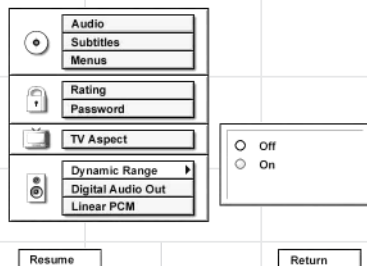 Audio
Subtitles
Menus
Rating
Password
TV Aspect
Dynamic Range
Digital Audio Out
Linear PCM
Off
On
Resume
Return